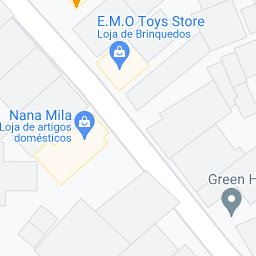 E.M.O Toys Store
Loja de Brinquedos
Nana Mila
Loja de artigos
domésticos
Green H